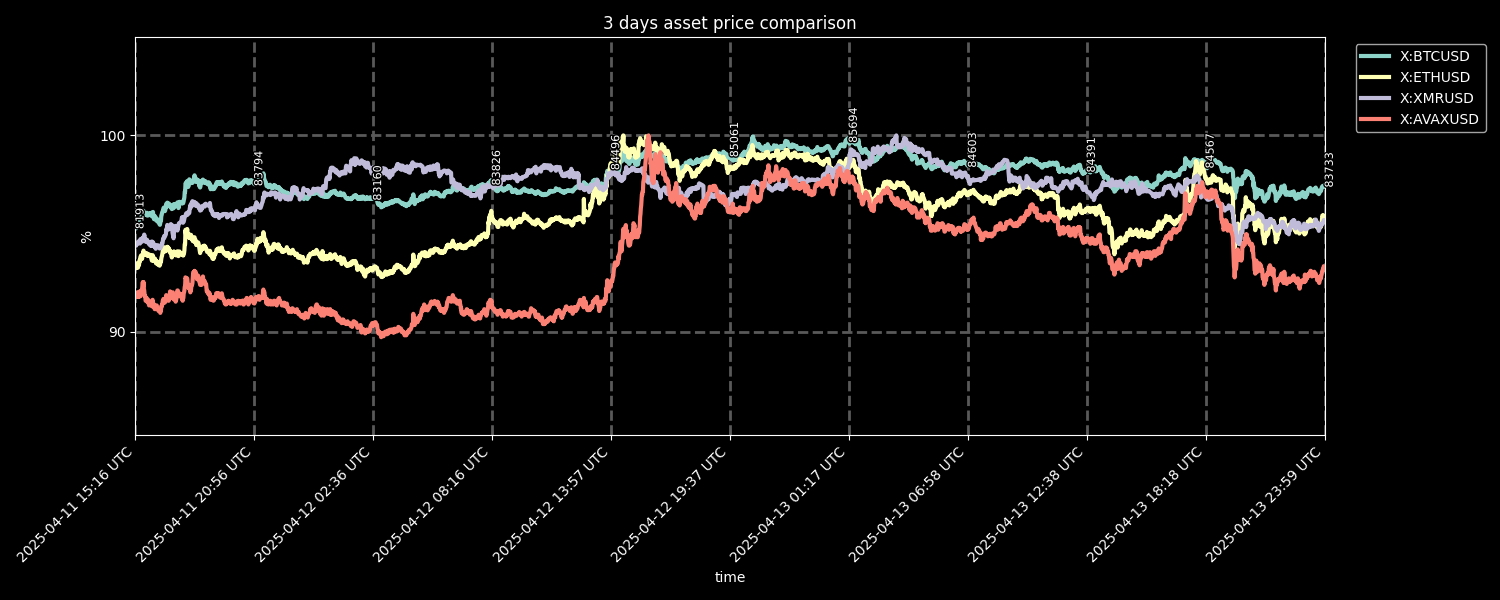 3 days asset price comparison
X:BTCUSD
X:ETHUSD
X:XMRUSD
X:AVAXUSD
100
90
%
81913
83794
83160
83826
84496
85061
85694
84603
84391
84567
83733
2025-04-11 15:16 UTC
2025-04-11 20:56 UTC
2025-04-12 02:36 UTC
2025-04-12 08:16 UTC
2025-04-12 13:57 UTC
2025-04-12 19:37 UTC
2025-04-13 01:17 UTC
2025-04-13 06:58 UTC
2025-04-13 12:38 UTC
2025-04-13 18:18 UTC
2025-04-13 23:59 UTC
time